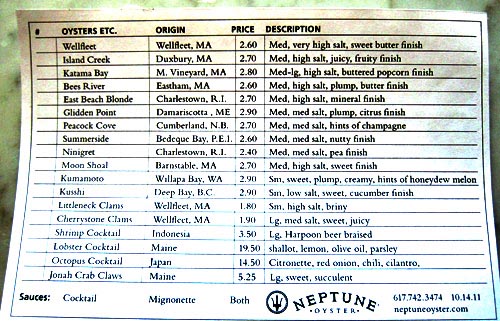 # OYSTERS ETC. ORIGIN PRICE DESCRIPTION
Wellfleet Wellfleet, MA 2.60 Med, very high salt, sweet butter finish
Island Creek Duxbury, MA 2.70 Med, high salt, juicy, fruity finish
Katama Bay M. Vineyard, MA 2.80 Med-lg, high salt, buttered popcorn finish
Bees River Eastham, MA 2.60 Med, high salt, plump, butter finish
East Beach Blonde Charlestown, R.I. 2.70 Med, high salt, mineral finish
Glidden Point Damariscotta, ME 2.90 Med, med salt, plump, citrus finish
Peacock Cove Cumberland, N.B. 2.70 Med, med salt, hints of champagne
Summerside Bedeque Bay, P.E.I. 2.60 Med, med salt, nutty finish
Ninigret Charlestown, R.I. 2.40 Med, med salt, pea finish
Moon Shoal Barnstable, MA 2.70 Med, high salt, sweet finish
Kumamoto Willapa Bay, WA 2.90 Sm, sweet, plump, creamy, hints of honeydew melon
Kusshi Deep Bay, B.C. 2.90 Sm, low salt, sweet, cucumber finish
Littleneck Clams Wellfleet, MA 1.80 Sm, high salt, briny
Cherrystone Clams Wellfleet, MA 1.90 Lg, med salt, sweet, juicy
Shrimp Cocktail Indonesia 3.50 Lg, Harpoon beer braised
Lobster Cocktail Maine 19.50 shallot, lemon, olive oil, parsley
Octopus Cocktail Japan 14.50 Citronette, red onion, chili, cilantro,
Jonah Crab Claws Maine 5.25 Lg, sweet, succulent
Sauces: Cocktail Mignonette Both NEPTUNE 617.742.3474 10.14.11
·OYSTER· neptuneoyster.com